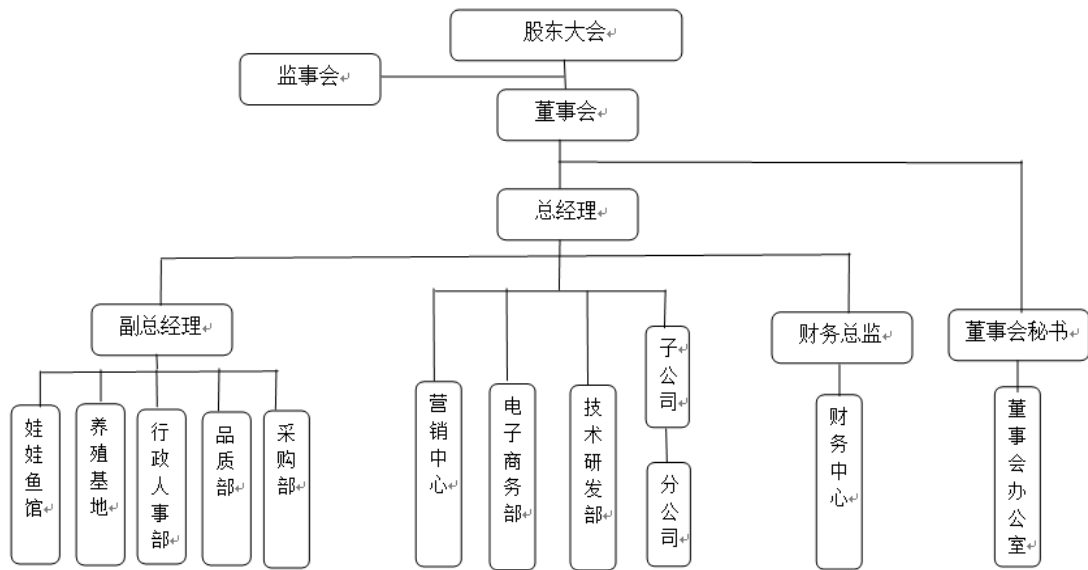 股东大会
监事会
董事会
总经理
副总经理
财务总监
董事会秘书
娃娃鱼馆
养殖基地
行政人事部
品质部
采购部
营销中心
电子商务部
技术研发部
子公司
分公司
财务中心
董事会办公室